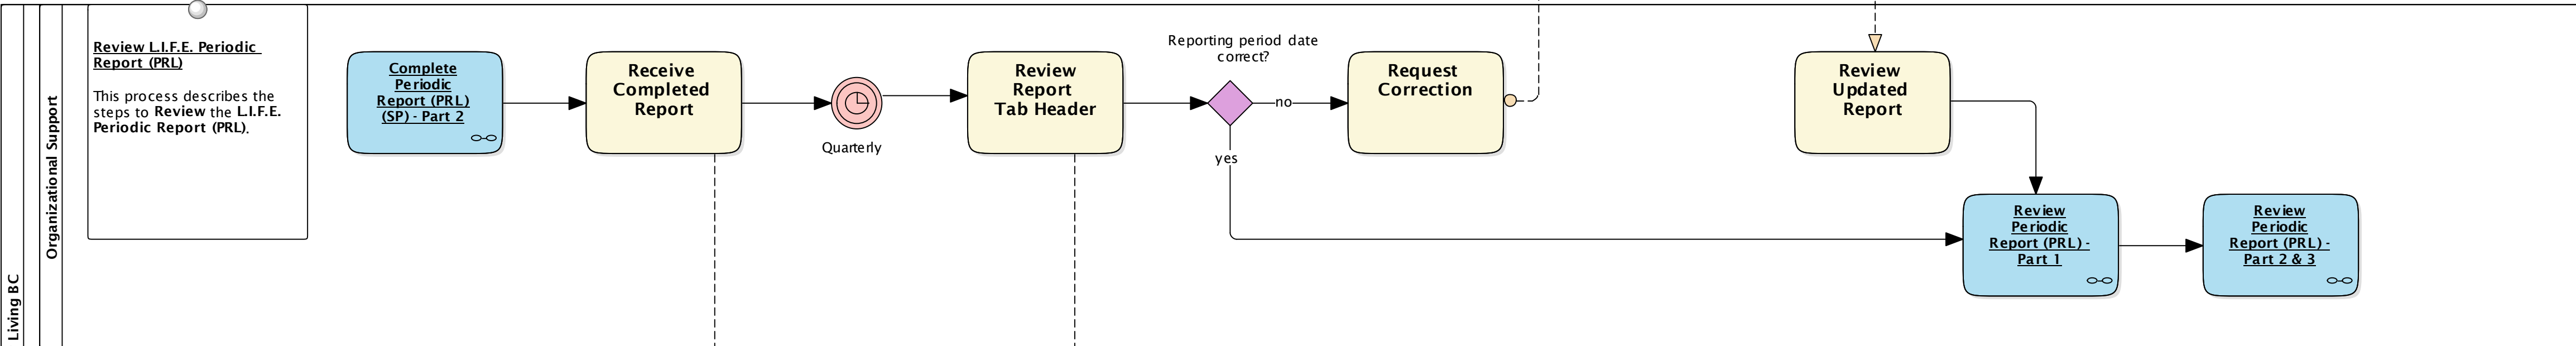 Living BC
Organizational Support
Review L.I.F.E. Periodic
Report (PRL)
This process describes the
steps to Review the L.I.F.E.
Periodic Report (PRL).
Complete
Periodic
Report (PRL)
(SP) - Part 2
Receive
Completed
Report
Quarterly
Review
Report
Tab Header
Reporting period date
correct?
no
yes
Request
Correction
Review
Updated
Report
Review
Periodic
Report (PRL) -
Part 1
Review
Periodic
Report (PRL) -
Part 2 & 3